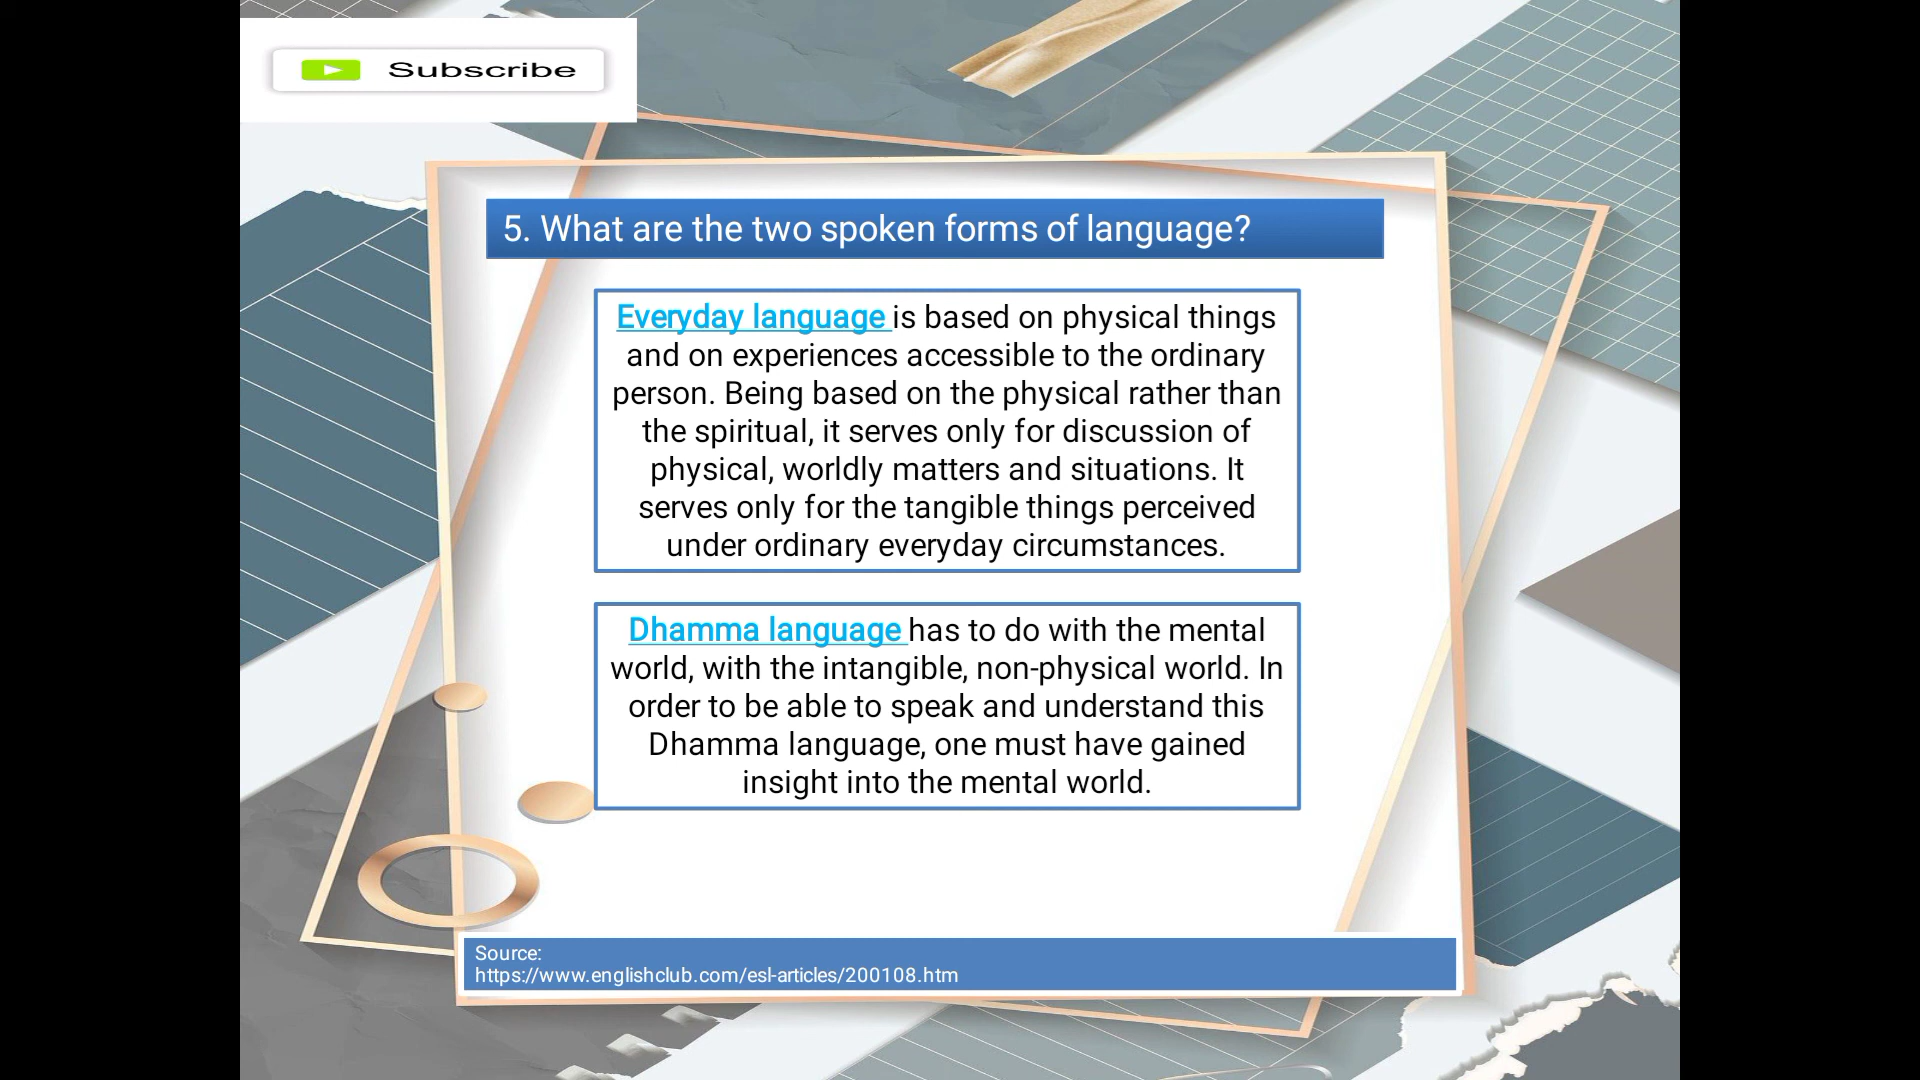 Subscribe
5. What are the two spoken forms of language?
Everyday language is based on physical things
and on experiences accessible to the ordinary
person. Being based on the physical rather than
the spiritual, it serves only for discussion of
physical, worldly matters and situations. It
serves only for the tangible things perceived
under ordinary everyday circumstances.
Dhamma language has to do with the mental
world, with the intangible, non-physical world. In
order to be able to speak and understand this
Dhamma language, one must have gained
insight into the mental world.
Source:
https://www.englishclub.com/esl-articles/200108.htm